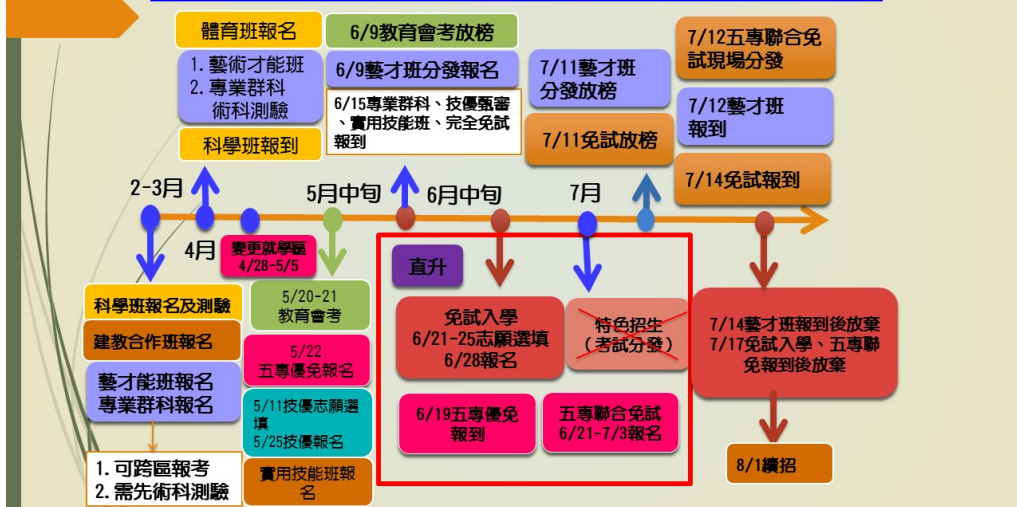 體育班報名
1.藝術才能班
2.專業群科
術科測驗
科學班報到
6/9教育會考放榜
6/9藝才班分發報名
6/15專業群科、技優甄審
、實用技能班、完全免試
報到
7/11藝才班
分發放榜
7/11免試放榜
7/12五專聯合免
試現場分發
7/12藝才班
報到
7/14免試報到
2-3月
4月
5月中旬
6月中旬
7月
變更就學區
4/28-5/5
科學班報名及測驗
建教合作班報名
藝才能班報名
專業群科報名
1.可跨區報考
2.需先術科測驗
5/20-21
教育會考
5/22
五專優免報名
5/11技優志願選
填
5/25技優報名
實用技能班報
名
直升
免試入學
6/21-25志願選填
6/28報名
特色招生
(考試分發)
6/19五專優免
報到
五專聯合免試
6/21-7/3報名
7/14藝才班報到後放棄
7/17免試入學、五專聯
免報到後放棄
8/1續招